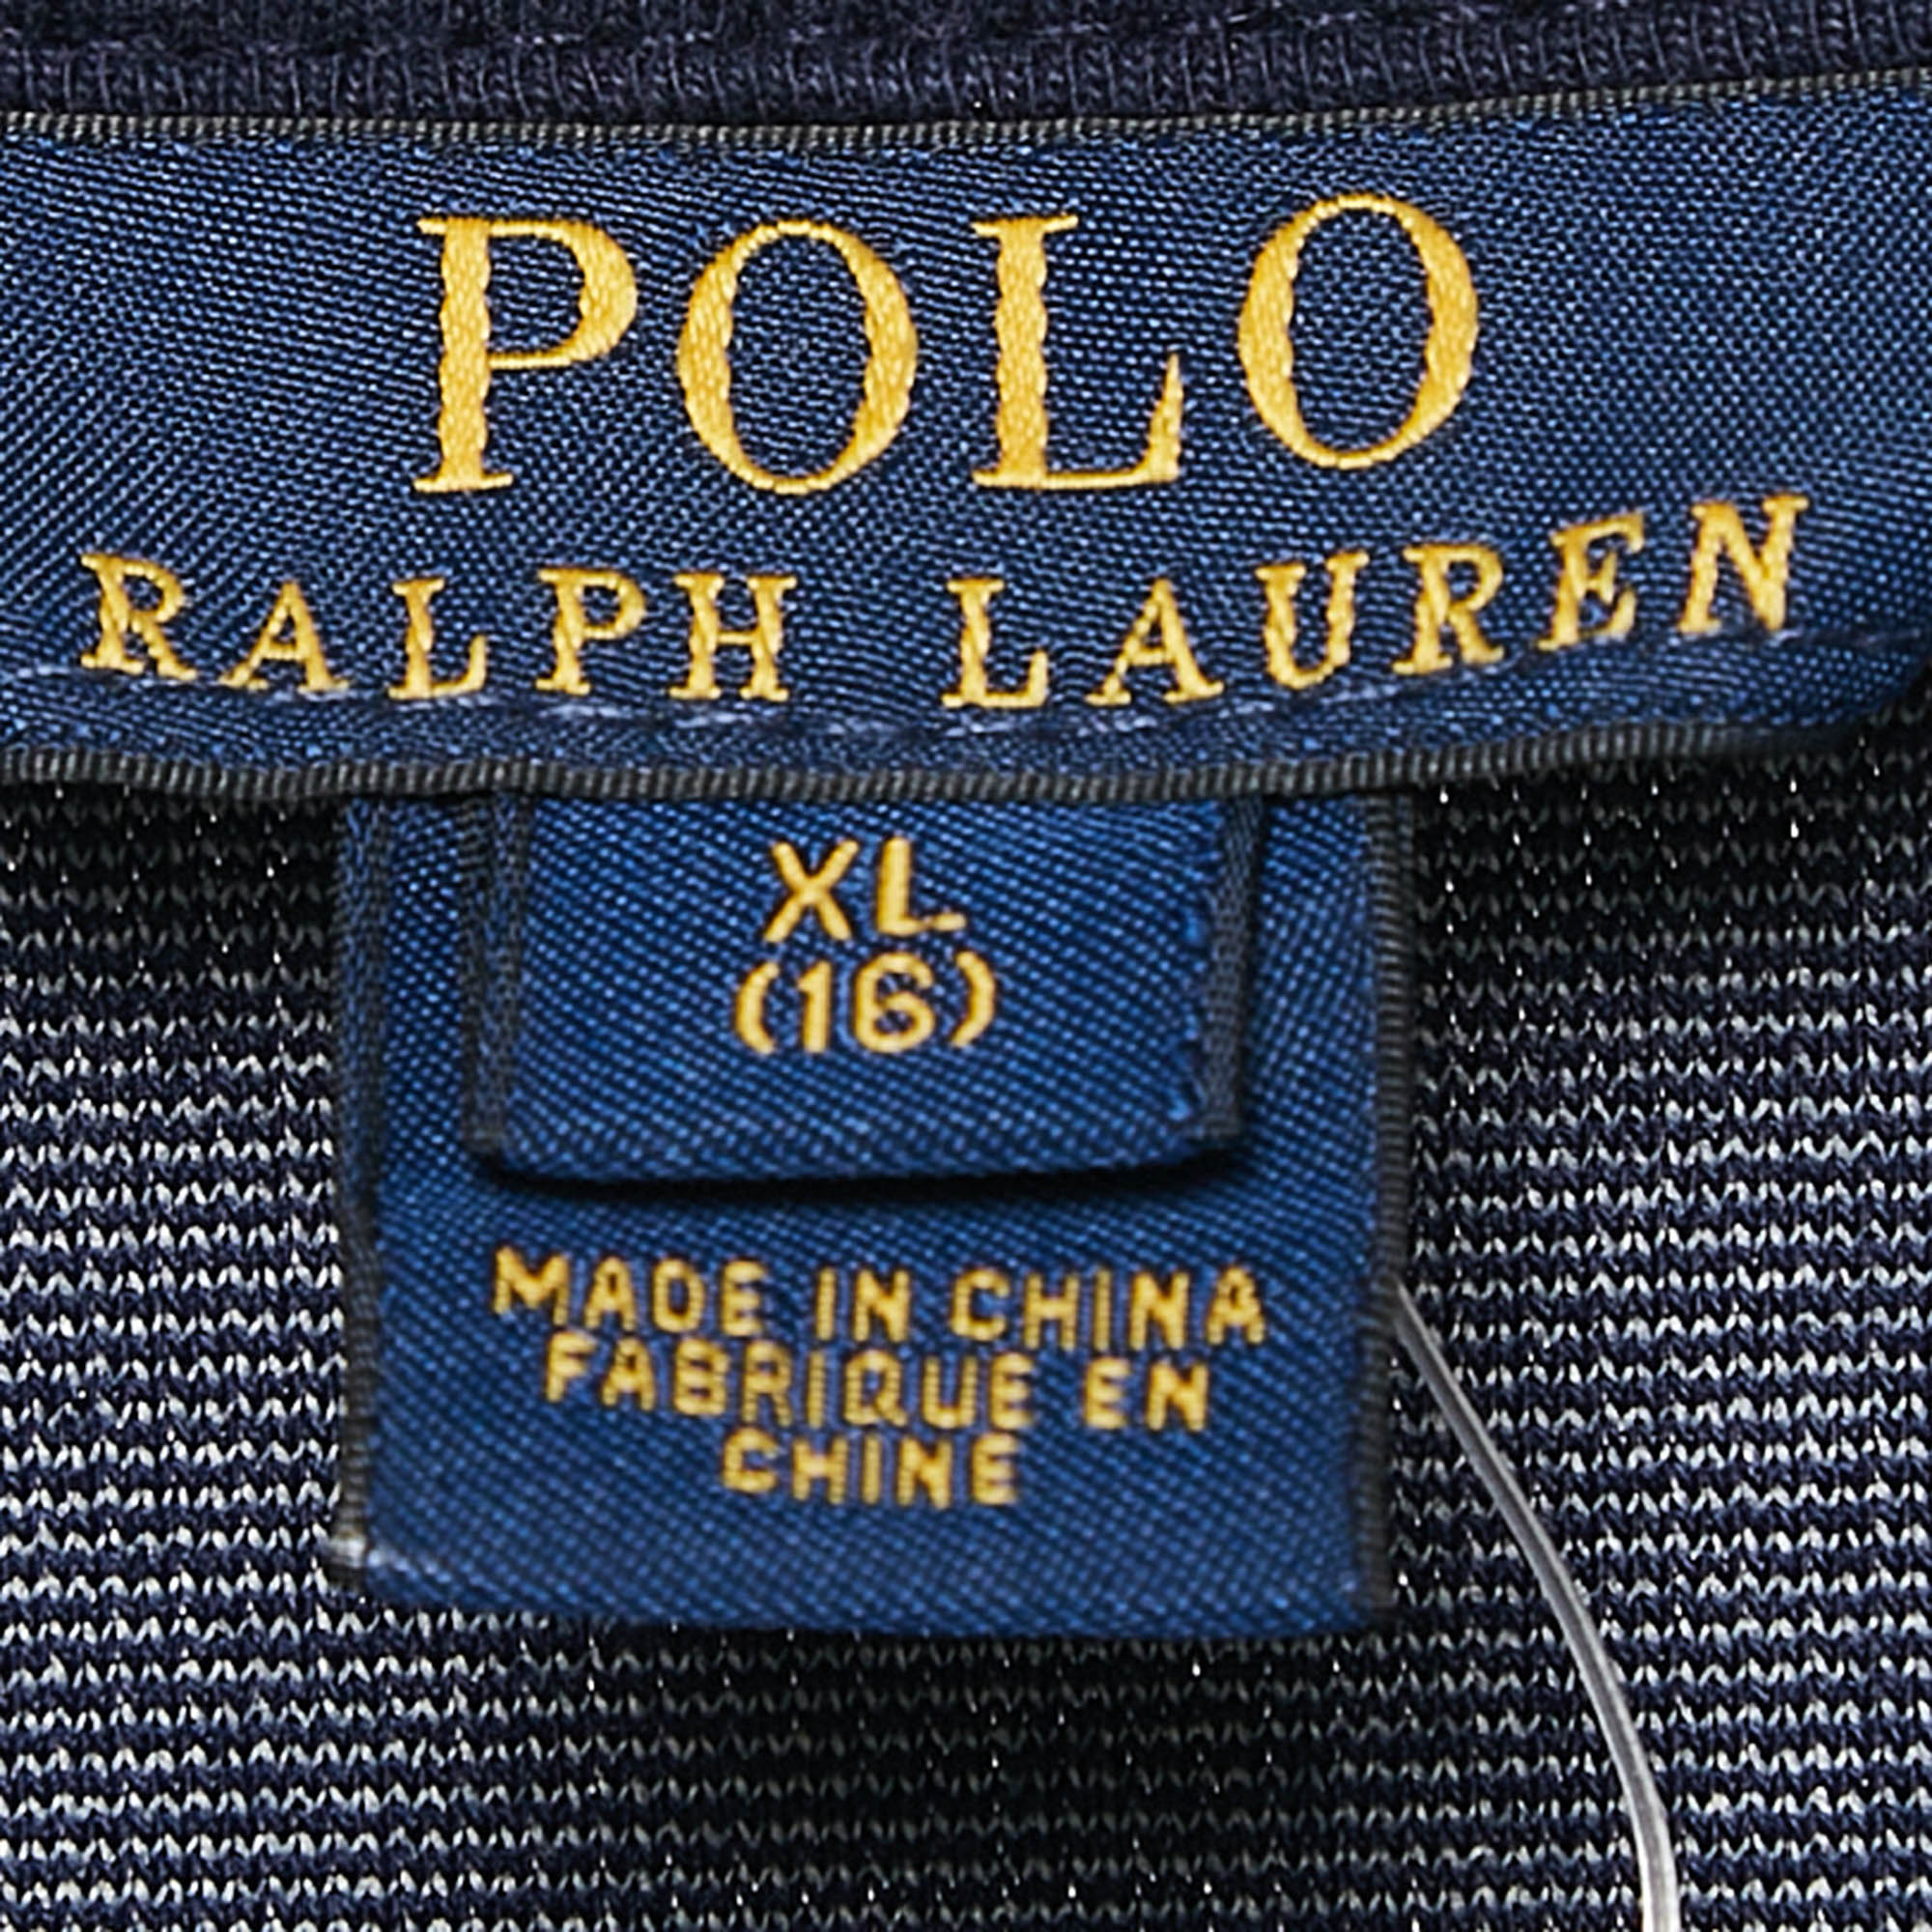 POLO
RALPH LAUREN
XL
(16)
MADE IN CHINA
FABRIQUE EN
CHINE